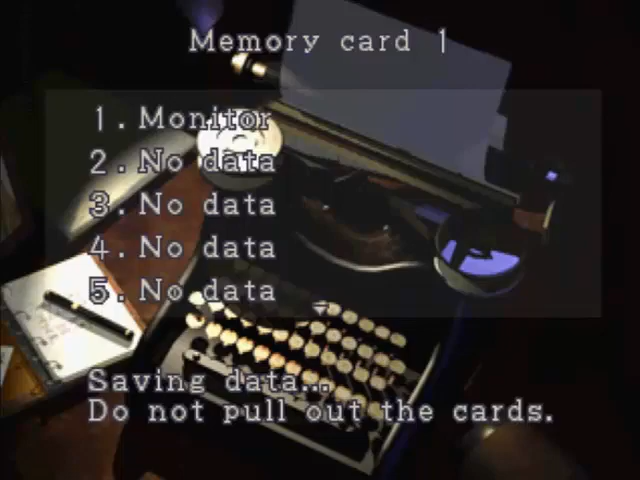 Memory card 1
1. Monitor
2. No data
3. No data
4. No data
5. No data
Saving data...
Do not pull out the cards.